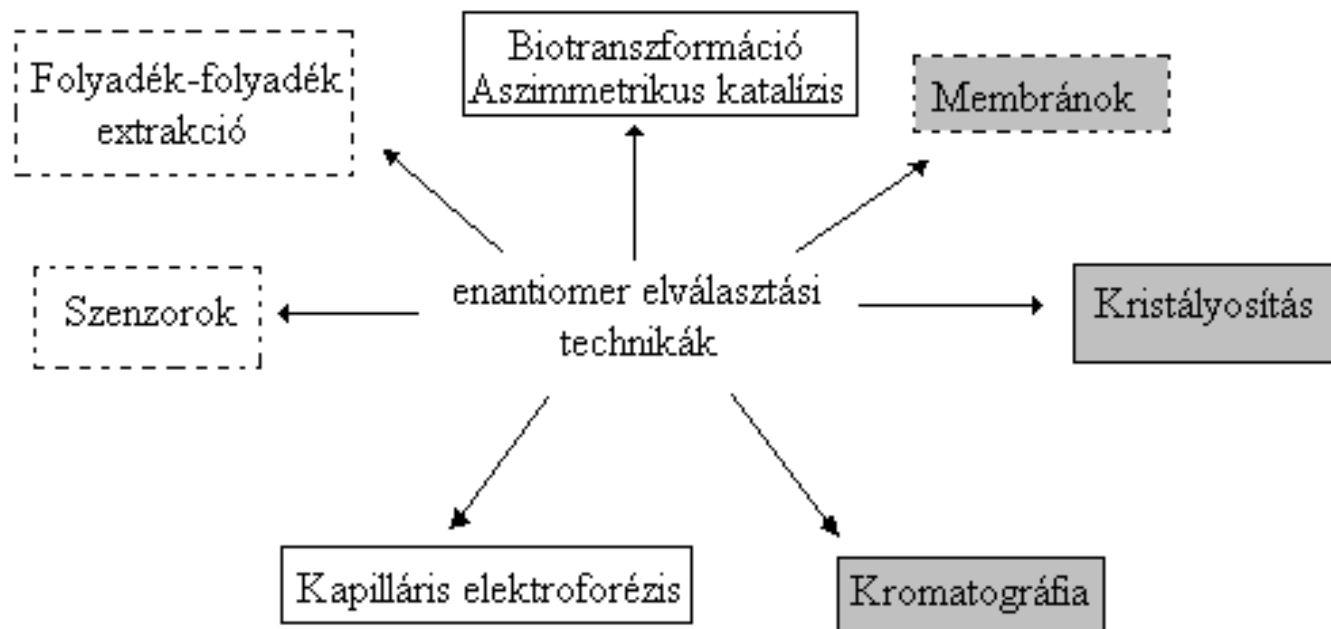 Folyadék-folyadék
extrakció
Biotranszformáció
Aszimmetrikus katalízis
Membránok
Szenzorok
enantiomer elválasztási
technikák
Kristályosítás
Kapilláris elektroforézis
Kromatográfia